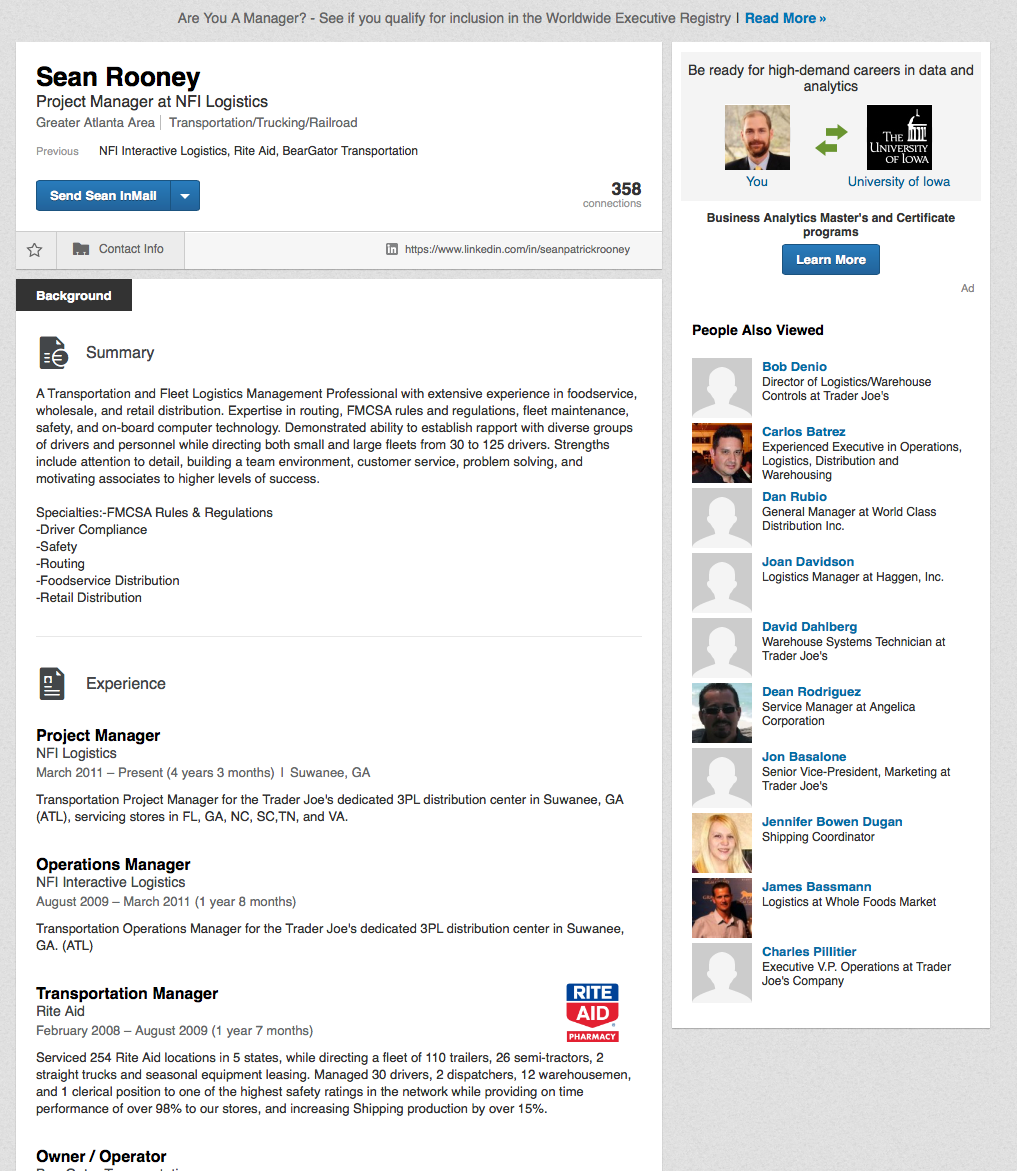 Are You A Manager? - See if you qualify for inclusion in the Worldwide Executive Registry | Read More »
Sean Rooney
Project Manager at NFI Logistics
Greater Atlanta Area | Transportation/Trucking/Railroad
Previous NFI Interactive Logistics, Rite Aid, BearGator Transportation
Send Sean InMail
358
connections
Contact Info
https://www.linkedin.com/in/seanpatrickrooney
Background
Summary
A Transportation and Fleet Logistics Management Professional with extensive experience in foodservice,
wholesale, and retail distribution. Expertise in routing, FMCSA rules and regulations, fleet maintenance,
safety, and on-board computer technology. Demonstrated ability to establish rapport with diverse groups
of drivers and personnel while directing both small and large fleets from 30 to 125 drivers. Strengths
include attention to detail, building a team environment, customer service, problem solving, and
motivating associates to higher levels of success.
Specialties:-FMCSA Rules & Regulations
-Driver Compliance
-Safety
-Routing
-Foodservice Distribution
-Retail Distribution
Experience
Project Manager
NFI Logistics
March 2011 – Present (4 years 3 months) | Suwanee, GA
Transportation Project Manager for the Trader Joe's dedicated 3PL distribution center in Suwanee, GA
(ATL), servicing stores in FL, GA, NC, SC,TN, and VA.
Operations Manager
NFI Interactive Logistics
August 2009 – March 2011 (1 year 8 months)
Transportation Operations Manager for the Trader Joe's dedicated 3PL distribution center in Suwanee,
GA. (ATL)
Transportation Manager
Rite Aid
February 2008 – August 2009 (1 year 7 months)
RITE
AID
PHARMACY
Serviced 254 Rite Aid locations in 5 states, while directing a fleet of 110 trailers, 26 semi-tractors, 2
straight trucks and seasonal equipment leasing. Managed 30 drivers, 2 dispatchers, 12 warehousemen,
and 1 clerical position to one of the highest safety ratings in the network while providing on time
performance of over 98% to our stores, and increasing Shipping production by over 15%.
Owner / Operator
Be ready for high-demand careers in data and
analytics
THE
UNIVERSITY
OF IOWA
You
University of Iowa
Business Analytics Master's and Certificate
programs
Learn More
Ad
People Also Viewed
Bob Denio
Director of Logistics/Warehouse
Controls at Trader Joe's
Carlos Batrez
Experienced Executive in Operations,
Logistics, Distribution and
Warehousing
Dan Rubio
General Manager at World Class
Distribution Inc.
Joan Davidson
Logistics Manager at Haggen, Inc.
David Dahlberg
Warehouse Systems Technician at
Trader Joe's
Dean Rodriguez
Service Manager at Angelica
Corporation
Jon Basalone
Senior Vice-President, Marketing at
Trader Joe's
Jennifer Bowen Dugan
Shipping Coordinator
James Bassmann
Logistics at Whole Foods Market
Charles Pillitier
Executive V.P. Operations at Trader
Joe's Company